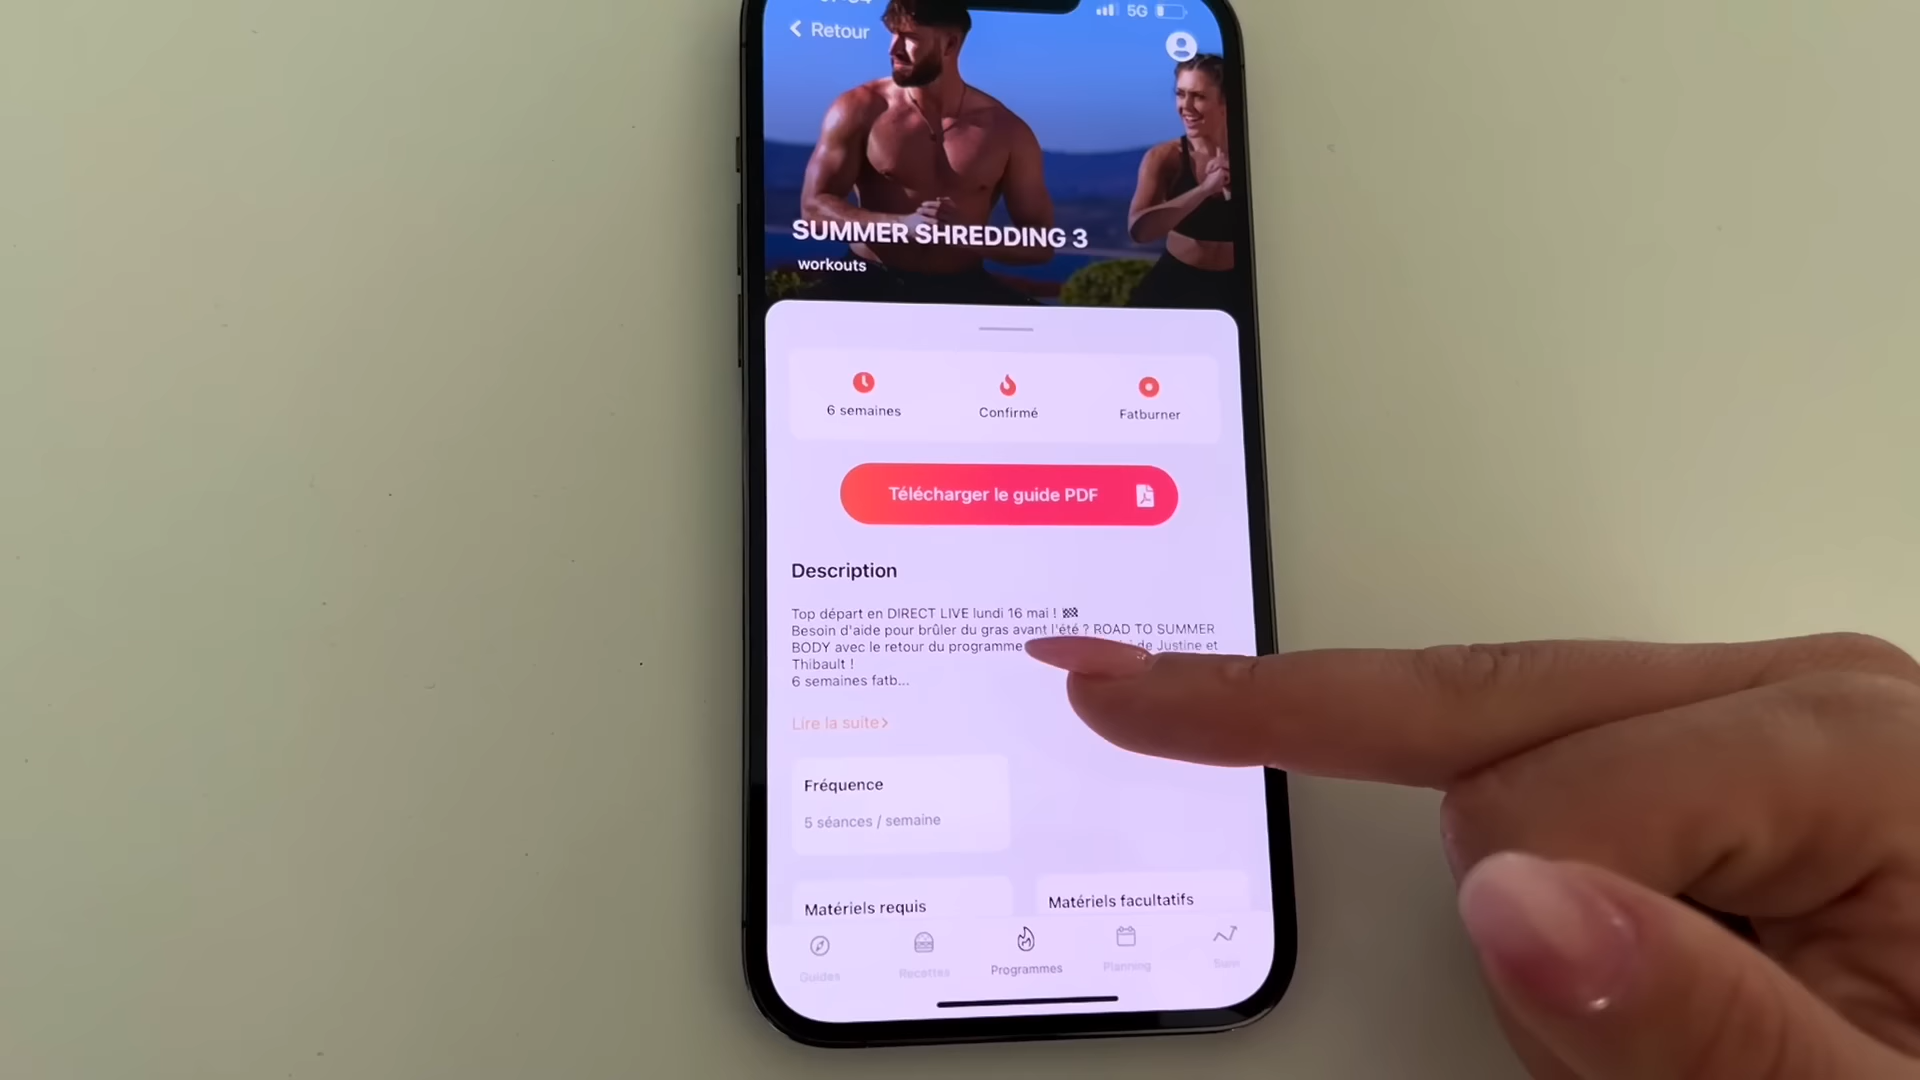 5G
Retour
SUMMER SHREDDING 3
workouts
6 semaines
Confirmé
Fatburner
Télécharger le guide PDF
Description
Top départ en DIRECT LIVE lundi 16 mai ! 🏁
Besoin d'aide pour brûler du gras avant l'été ? ROAD TO SUMMER
BODY avec le retour du programme de Justine et
Thibault !
6 semaines fatb...
Lire la suite>
Fréquence
5 séances / semaine
Matériels requis
Matériels facultatifs
Guides
Recettes
Programmes
Planning
Suivi